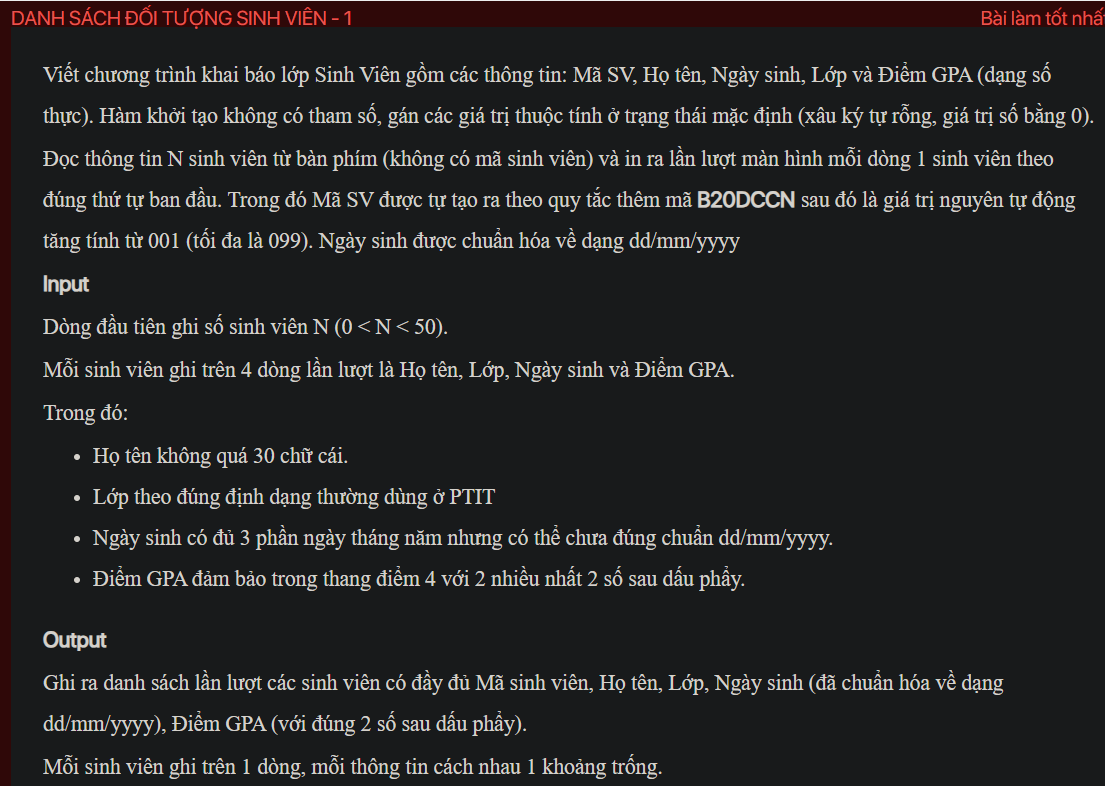 DANH SÁCH ĐỐI TƯỢNG SINH VIÊN - 1
Bài làm tốt nhất
Viết chương trình khai báo lớp Sinh Viên gồm các thông tin: Mã SV, Họ tên, Ngày sinh, Lớp và Điểm GPA (dạng số
thực). Hàm khởi tạo không có tham số, gán các giá trị thuộc tính ở trạng thái mặc định (xâu ký tự rỗng, giá trị số bằng 0).
Đọc thông tin N sinh viên từ bàn phím (không có mã sinh viên) và in ra lần lượt màn hình mỗi dòng 1 sinh viên theo
đúng thứ tự ban đầu. Trong đó Mã SV được tự tạo ra theo quy tắc thêm mã B20DCCN sau đó là giá trị nguyên tự động
tăng tính từ 001 (tối đa là 099). Ngày sinh được chuẩn hóa về dạng dd/mm/yyyy
Input
Dòng đầu tiên ghi số sinh viên N (0 < N < 50).
Mỗi sinh viên ghi trên 4 dòng lần lượt là Họ tên, Lớp, Ngày sinh và Điểm GPA.
Trong đó:
• Họ tên không quá 30 chữ cái.
• Lớp theo đúng định dạng thường dùng ở PTIT
• Ngày sinh có đủ 3 phần ngày tháng năm nhưng có thể chưa đúng chuẩn dd/mm/yyyy.
• Điểm GPA đảm bảo trong thang điểm 4 với 2 nhiều nhất 2 số sau dấu phẩy.
Output
Ghi ra danh sách lần lượt các sinh viên có đầy đủ Mã sinh viên, Họ tên, Lớp, Ngày sinh (đã chuẩn hóa về dạng
dd/mm/yyyy), Điểm GPA (với đúng 2 số sau dấu phẩy).
Mỗi sinh viên ghi trên 1 dòng, mỗi thông tin cách nhau 1 khoảng trống.